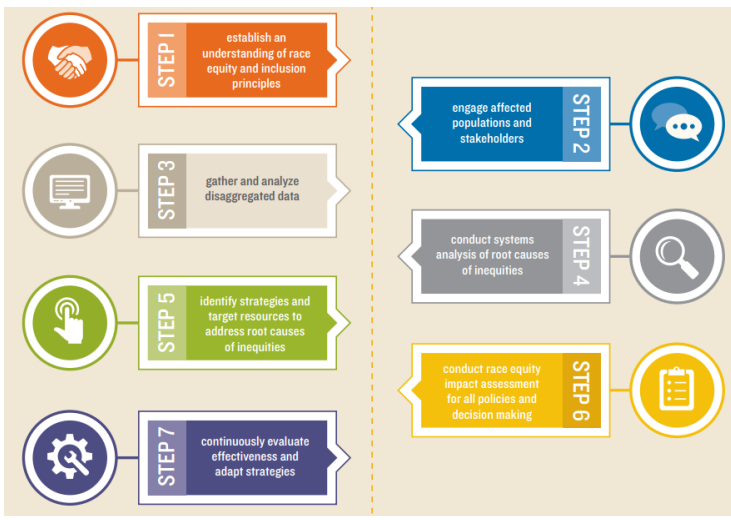 STEP 1
establish an
understanding of race
equity and inclusion
principles
STEP 2
engage affected
populations and
stakeholders
STEP 3
gather and analyze
disaggregated data
STEP 4
conduct systems
analysis of root causes
of inequities
STEP 5
identify strategies and
target resources to
address root causes
of inequities
STEP 6
conduct race equity
impact assessment
for all policies and
decision making
STEP 7
continuously evaluate
effectiveness and
adapt strategies